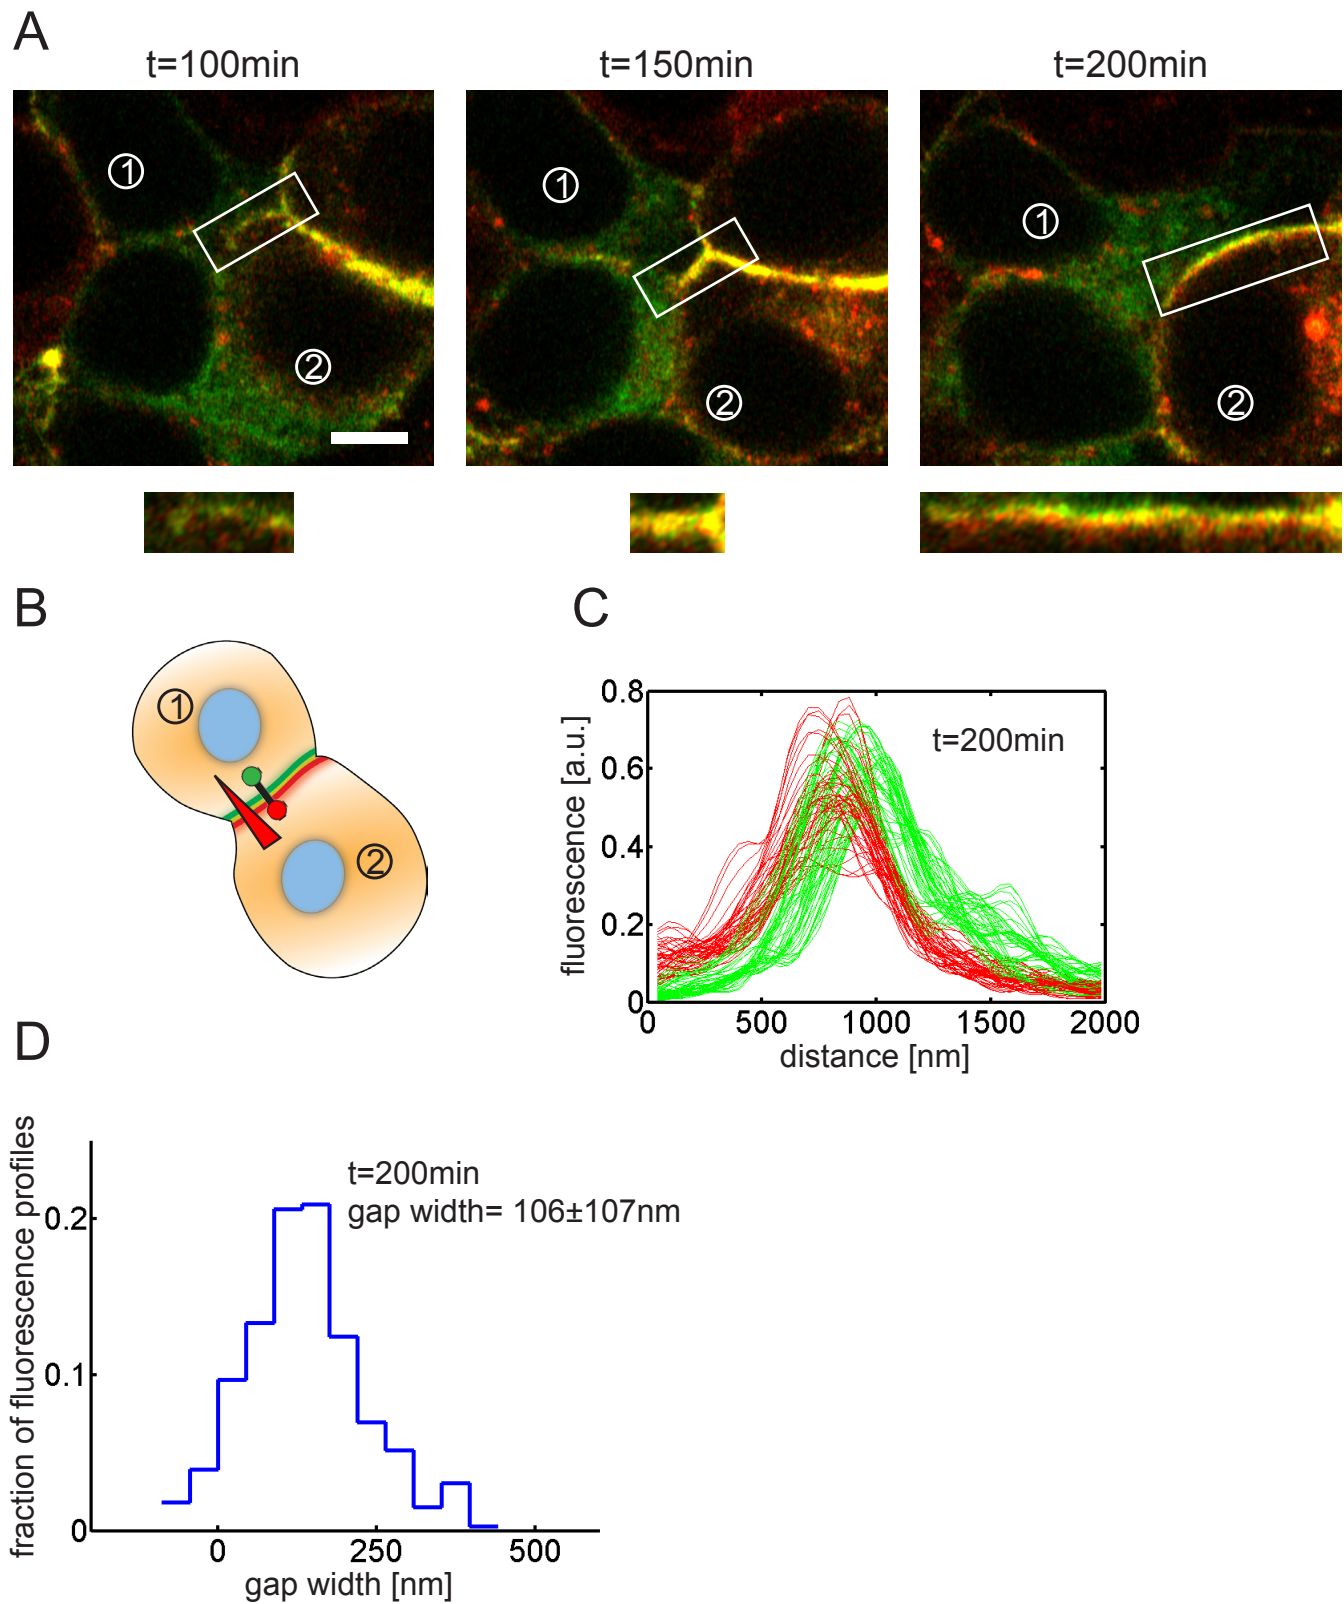 A
t=100min
t=150min
t=200min
① ① ①
② ② ②
B
① ②
C
0.8
0.6
0.4
0.2
0
fluorescence [a.u.]
t=200min
0 500 1000 1500 2000
distance [nm]
D
fraction of fluorescence profiles
t=200min
gap width= 106±107nm
0.2
0.1
0
0 250 500
gap width [nm]